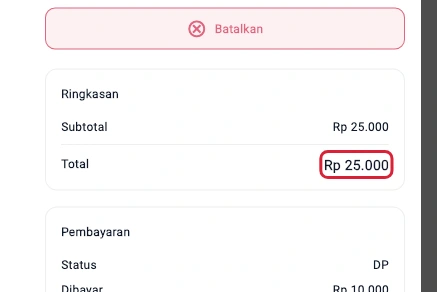 Batalkan
Ringkasan
Subtotal Rp 25.000
Total Rp 25.000
Pembayaran
Status DP
Dibayar Rp 10.000